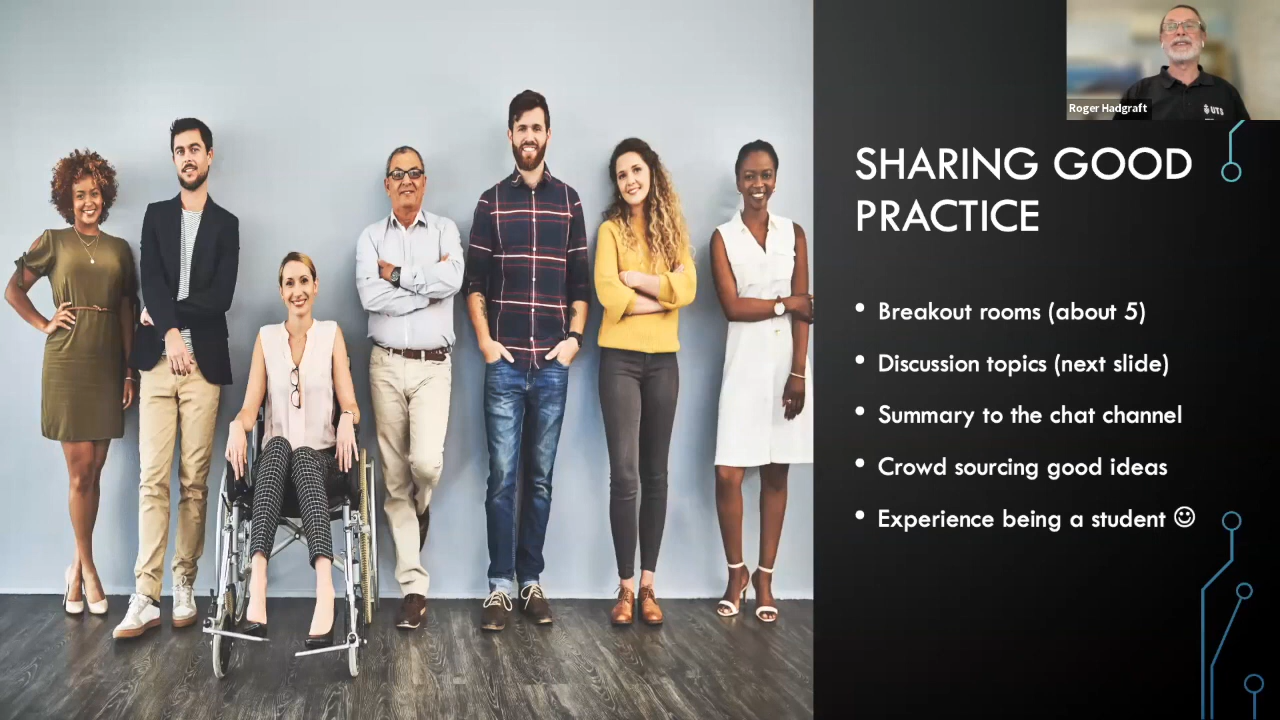 Roger Hadgraft
UTS
SHARING GOOD
PRACTICE
• Breakout rooms (about 5)
• Discussion topics (next slide)
• Summary to the chat channel
• Crowd sourcing good ideas
• Experience being a student ☺